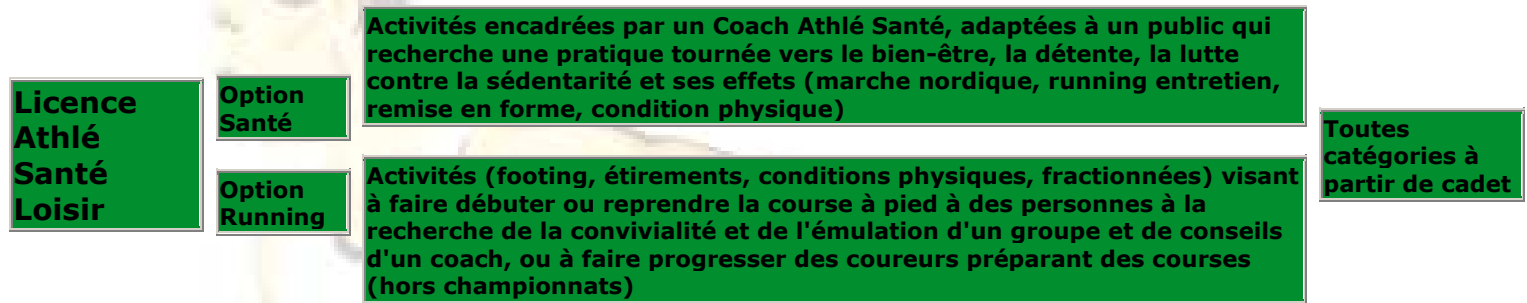 Licence
Athlé
Santé
Loisir
Option
Santé
Activités encadrées par un Coach Athlé Santé, adaptées à un public qui
recherche une pratique tournée vers le bien-être, la détente, la lutte
contre la sédentarité et ses effets (marche nordique, running entretien,
remise en forme, condition physique)
Option
Running
Activités (footing, étirements, conditions physiques, fractionnées) visant
à faire débuter ou reprendre la course à pied à des personnes à la
recherche de la convivialité et de l'émulation d'un groupe et de conseils
d'un coach, ou à faire progresser des coureurs préparant des courses
(hors championnats)
Toutes
catégories à
partir de cadet